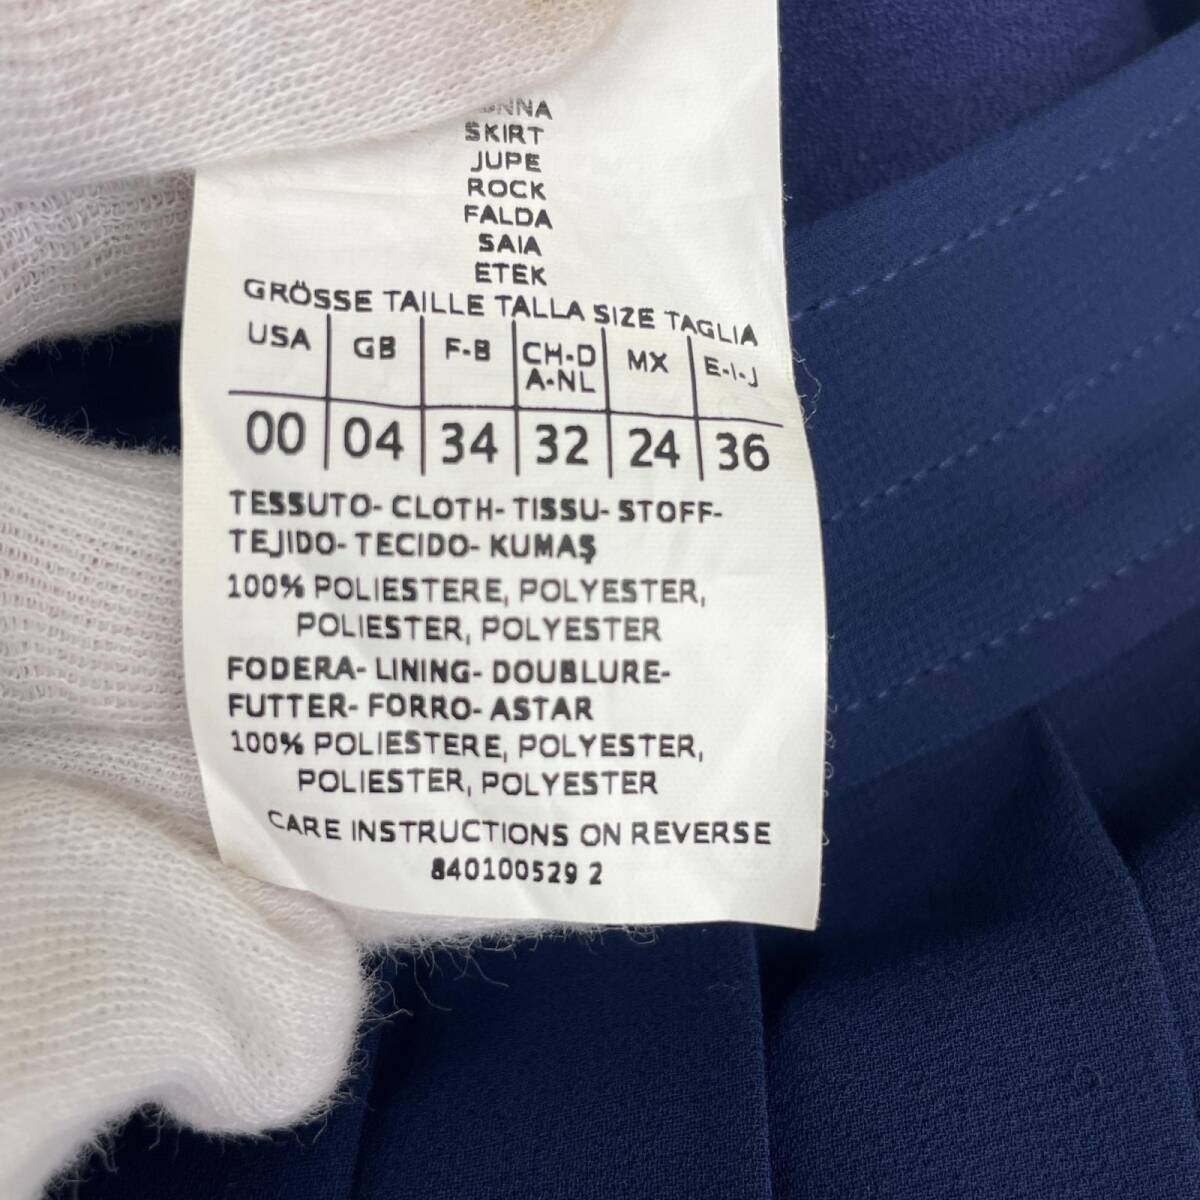 SKIRT
JUPE
ROCK
FALDA
SAIA
ETEK
GRÖSSE TAILLE TALLA SIZE TAGLIA
USA GB F-B CH-D A-NL MX E-I-J
00 04 34 32 24 36
TESSUTO- CLOTH- TISSU- STOFF-
TEJIDO- TECIDO- KUMAŞ
100% POLIESTERE, POLYESTER,
POLIESTER, POLYESTER
FODERA- LINING- DOUBLURE-
FUTTER- FORRO- ASTAR
100% POLIESTERE, POLYESTER,
POLIESTER, POLYESTER
CARE INSTRUCTIONS ON REVERSE
840100529 2